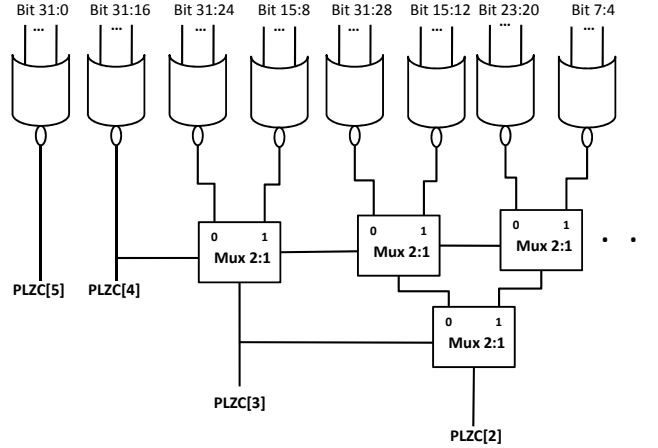 Bit 31:0 Bit 31:16 Bit 31:24 Bit 15:8 Bit 31:28 Bit 15:12 Bit 23:20 Bit 7:4
... ... ... ... ... ... ... ...
0 1
Mux 2:1
0 1
Mux 2:1
0 1
Mux 2:1
. .
PLZC[5] PLZC[4]
0 1
Mux 2:1
PLZC[3]
PLZC[2]